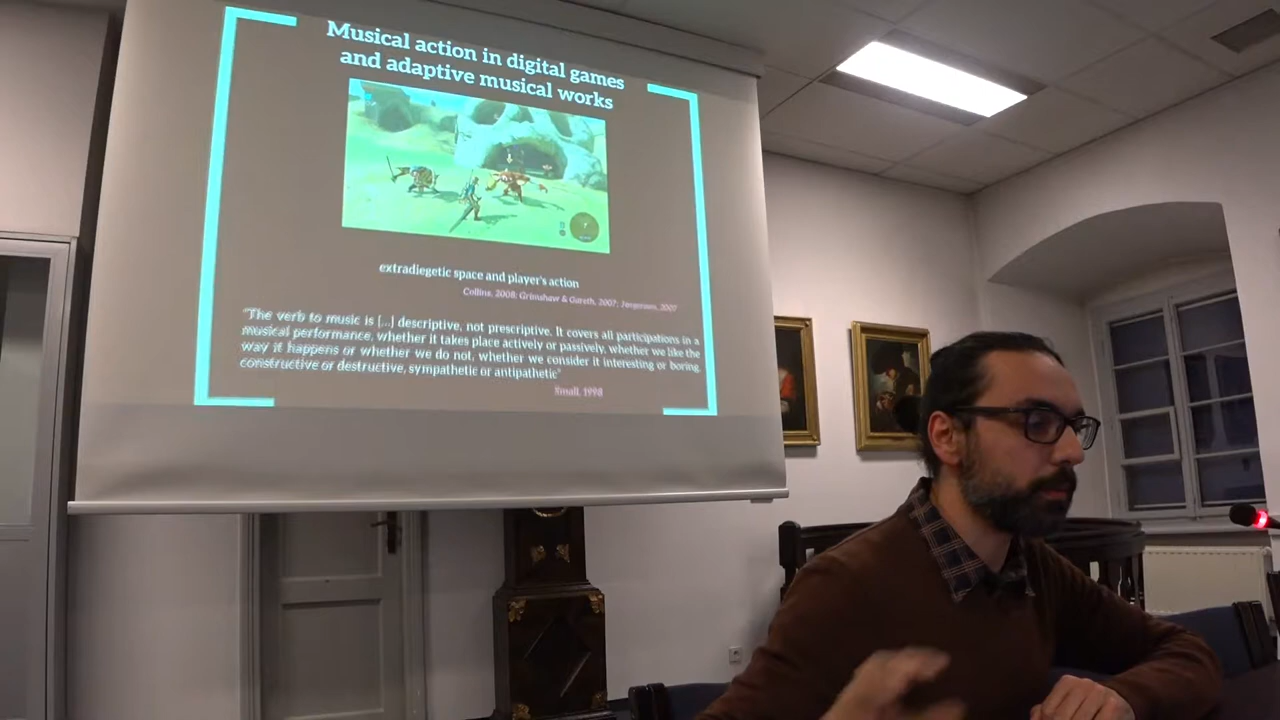 Musical action in digital games
and adaptive musical works
extradiegetic space and player's action
Collins, 2008; Grimshaw & Gareth, 2007; Jørgensen, 2007
"The verb to music is [...] descriptive, not prescriptive. It covers all participations in a
musical performance, whether it takes place actively or passively, whether we like the
way it happens or whether we do not, whether we consider it interesting or boring,
constructive or destructive, sympathetic or antipathetic"
Small, 1998